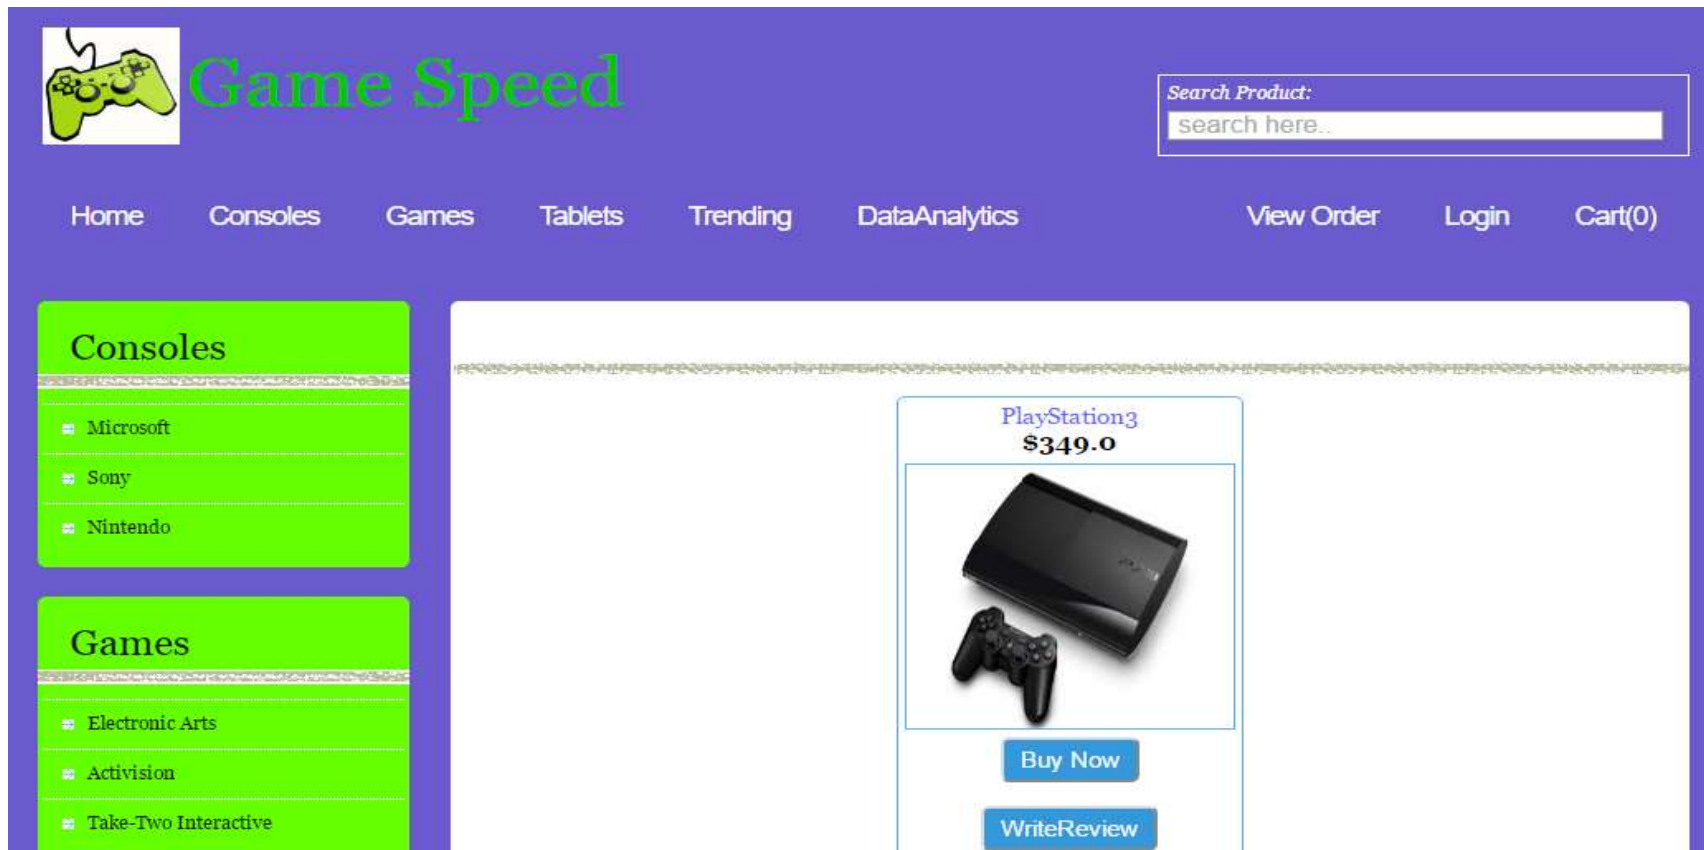 Game Speed
Search Product:
search here..
Home Consoles Games Tablets Trending DataAnalytics View Order Login Cart(0)
Consoles
Microsoft
Sony
Nintendo
Games
Electronic Arts
Activision
Take-Two Interactive
PlayStation3
$349.0
Buy Now
WriteReview